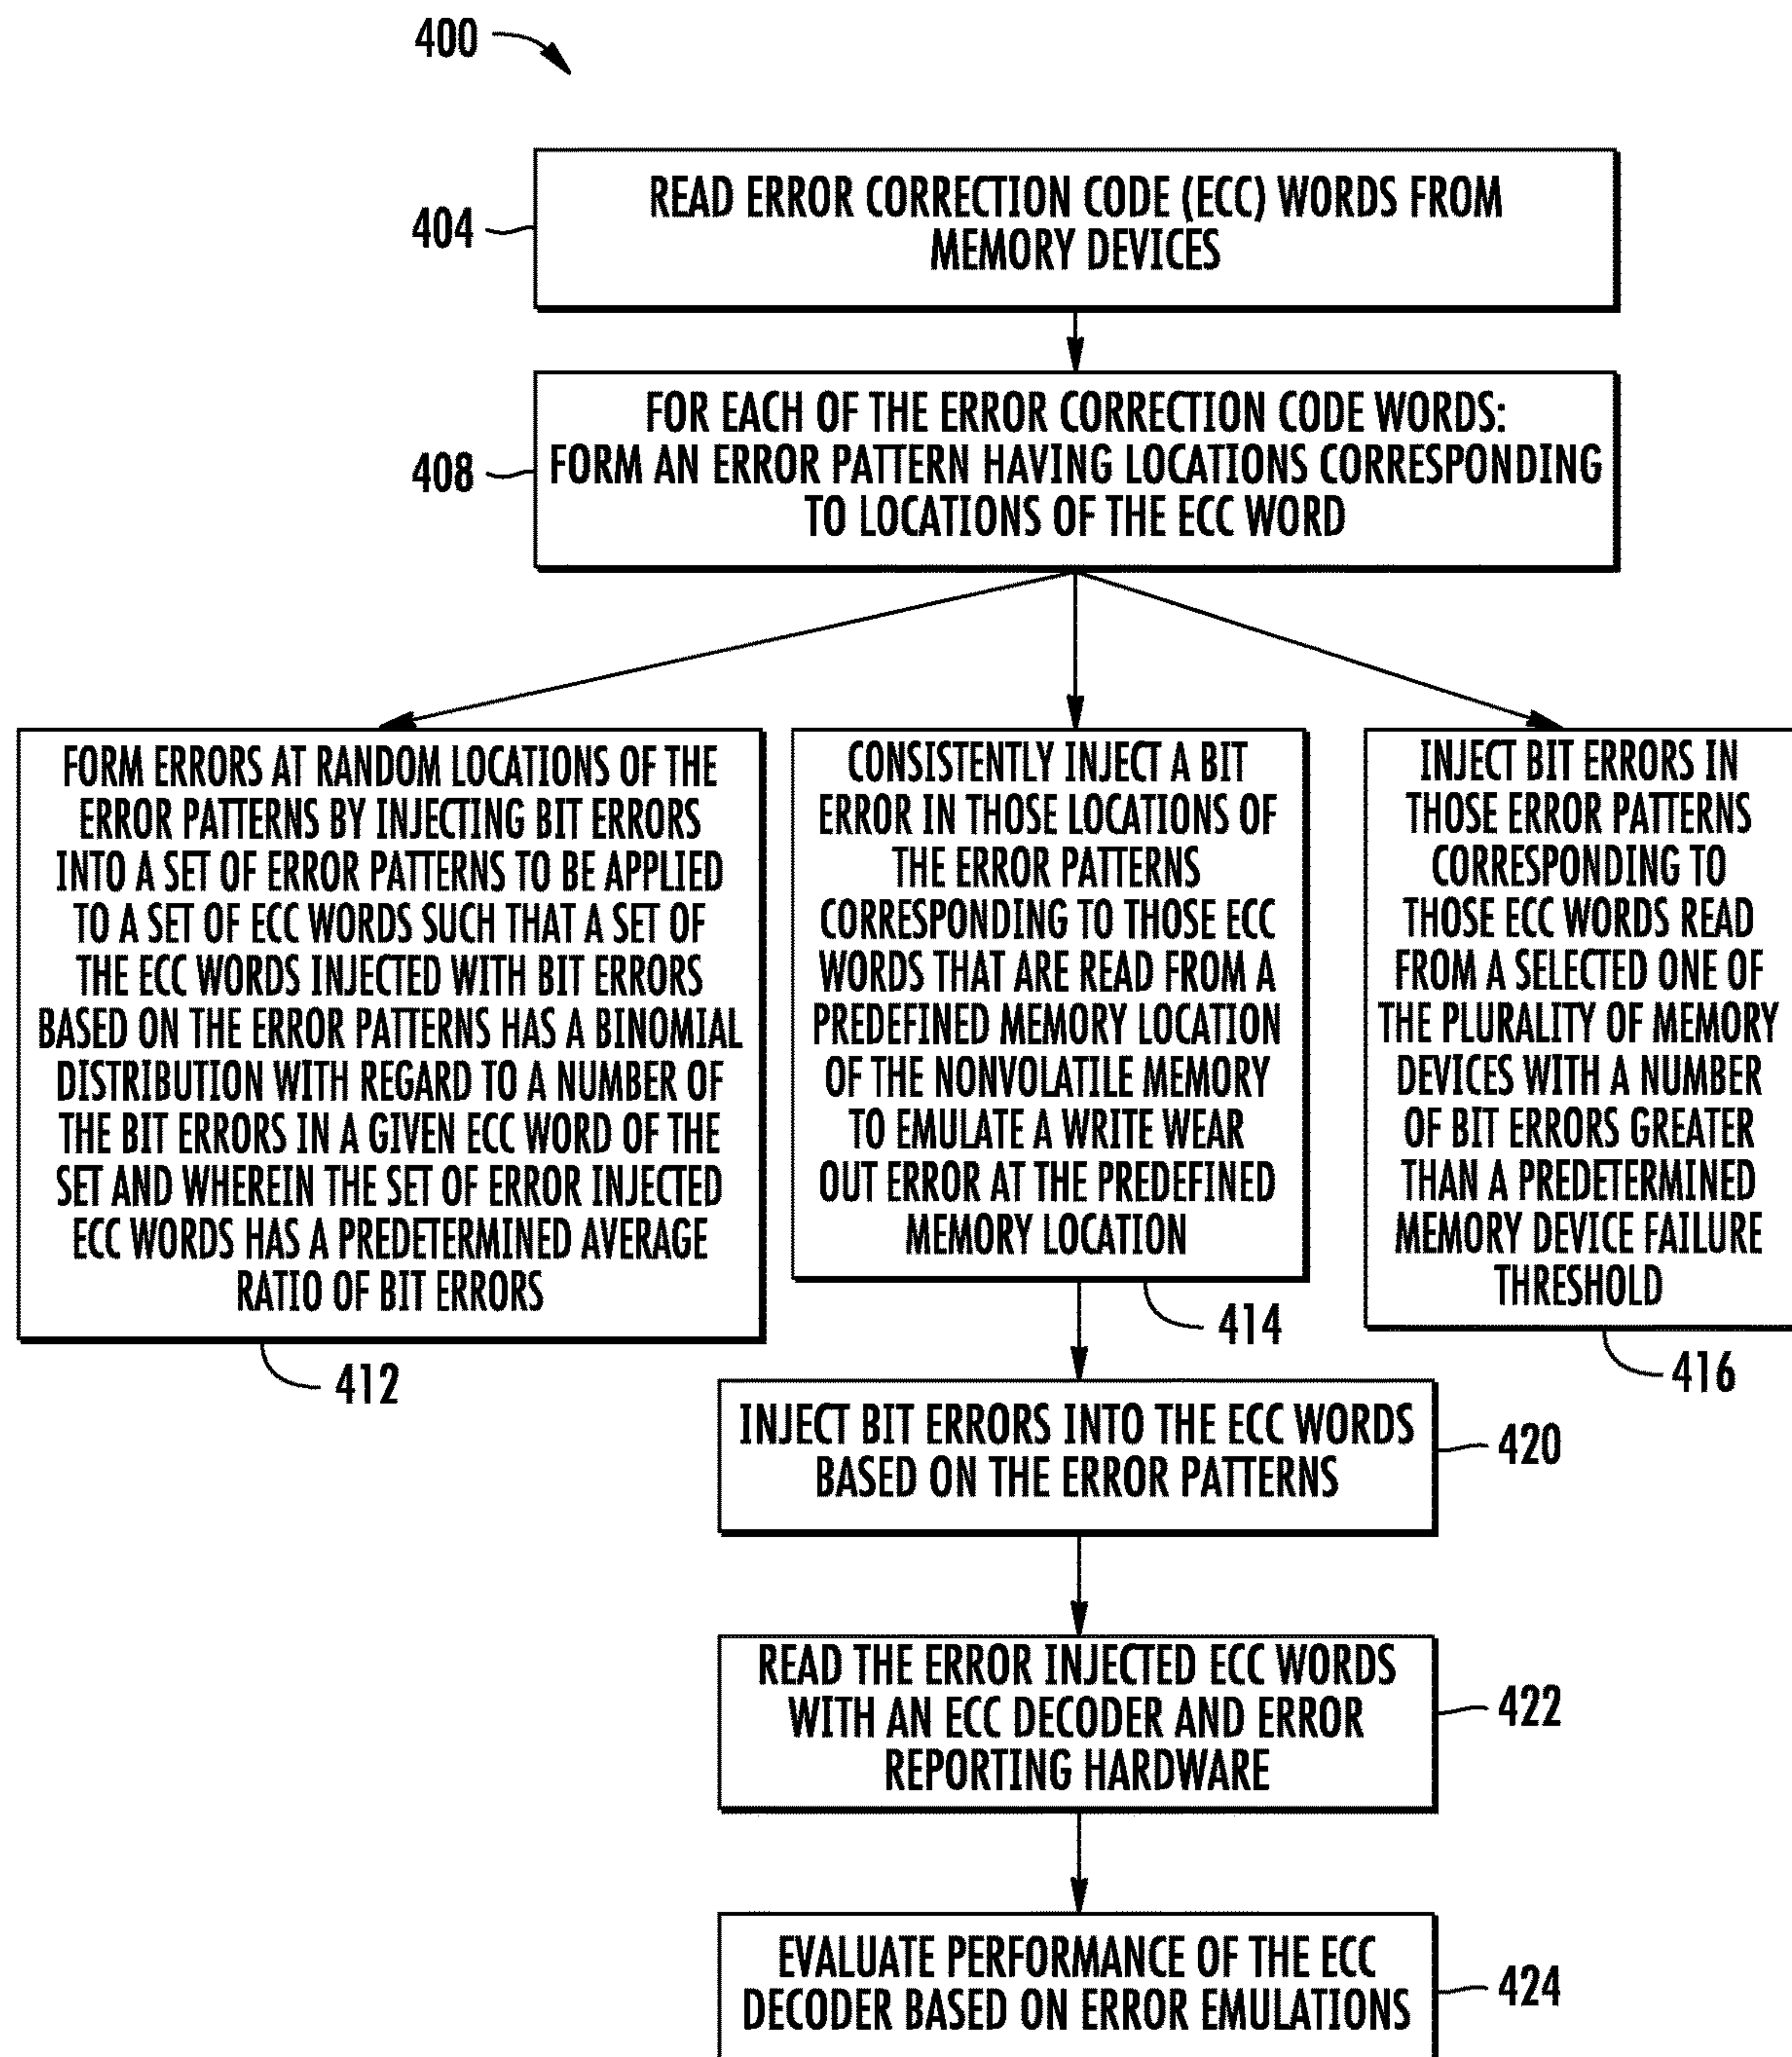 400
404
READ ERROR CORRECTION CODE (ECC) WORDS FROM
MEMORY DEVICES
408
FOR EACH OF THE ERROR CORRECTION CODE WORDS:
FORM AN ERROR PATTERN HAVING LOCATIONS CORRESPONDING
TO LOCATIONS OF THE ECC WORD
FORM ERRORS AT RANDOM LOCATIONS OF THE
ERROR PATTERNS BY INJECTING BIT ERRORS
INTO A SET OF ERROR PATTERNS TO BE APPLIED
TO A SET OF ECC WORDS SUCH THAT A SET OF
THE ECC WORDS INJECTED WITH BIT ERRORS
BASED ON THE ERROR PATTERNS HAS A BINOMIAL
DISTRIBUTION WITH REGARD TO A NUMBER OF
THE BIT ERRORS IN A GIVEN ECC WORD OF THE
SET AND WHEREIN THE SET OF ERROR INJECTED
ECC WORDS HAS A PREDETERMINED AVERAGE
RATIO OF BIT ERRORS
412
CONSISTENTLY INJECT A BIT
ERROR IN THOSE LOCATIONS OF
THE ERROR PATTERNS
CORRESPONDING TO THOSE ECC
WORDS THAT ARE READ FROM A
PREDEFINED MEMORY LOCATION
OF THE NONVOLATILE MEMORY
TO EMULATE A WRITE WEAR
OUT ERROR AT THE PREDEFINED
MEMORY LOCATION
414
INJECT BIT ERRORS IN
THOSE ERROR PATTERNS
CORRESPONDING TO
THOSE ECC WORDS READ
FROM A SELECTED ONE OF
THE PLURALITY OF MEMORY
DEVICES WITH A NUMBER
OF BIT ERRORS GREATER
THAN A PREDETERMINED
MEMORY DEVICE FAILURE
THRESHOLD
416
INJECT BIT ERRORS INTO THE ECC WORDS
BASED ON THE ERROR PATTERNS
420
READ THE ERROR INJECTED ECC WORDS
WITH AN ECC DECODER AND ERROR
REPORTING HARDWARE
422
EVALUATE PERFORMANCE OF THE ECC
DECODER BASED ON ERROR EMULATIONS
424